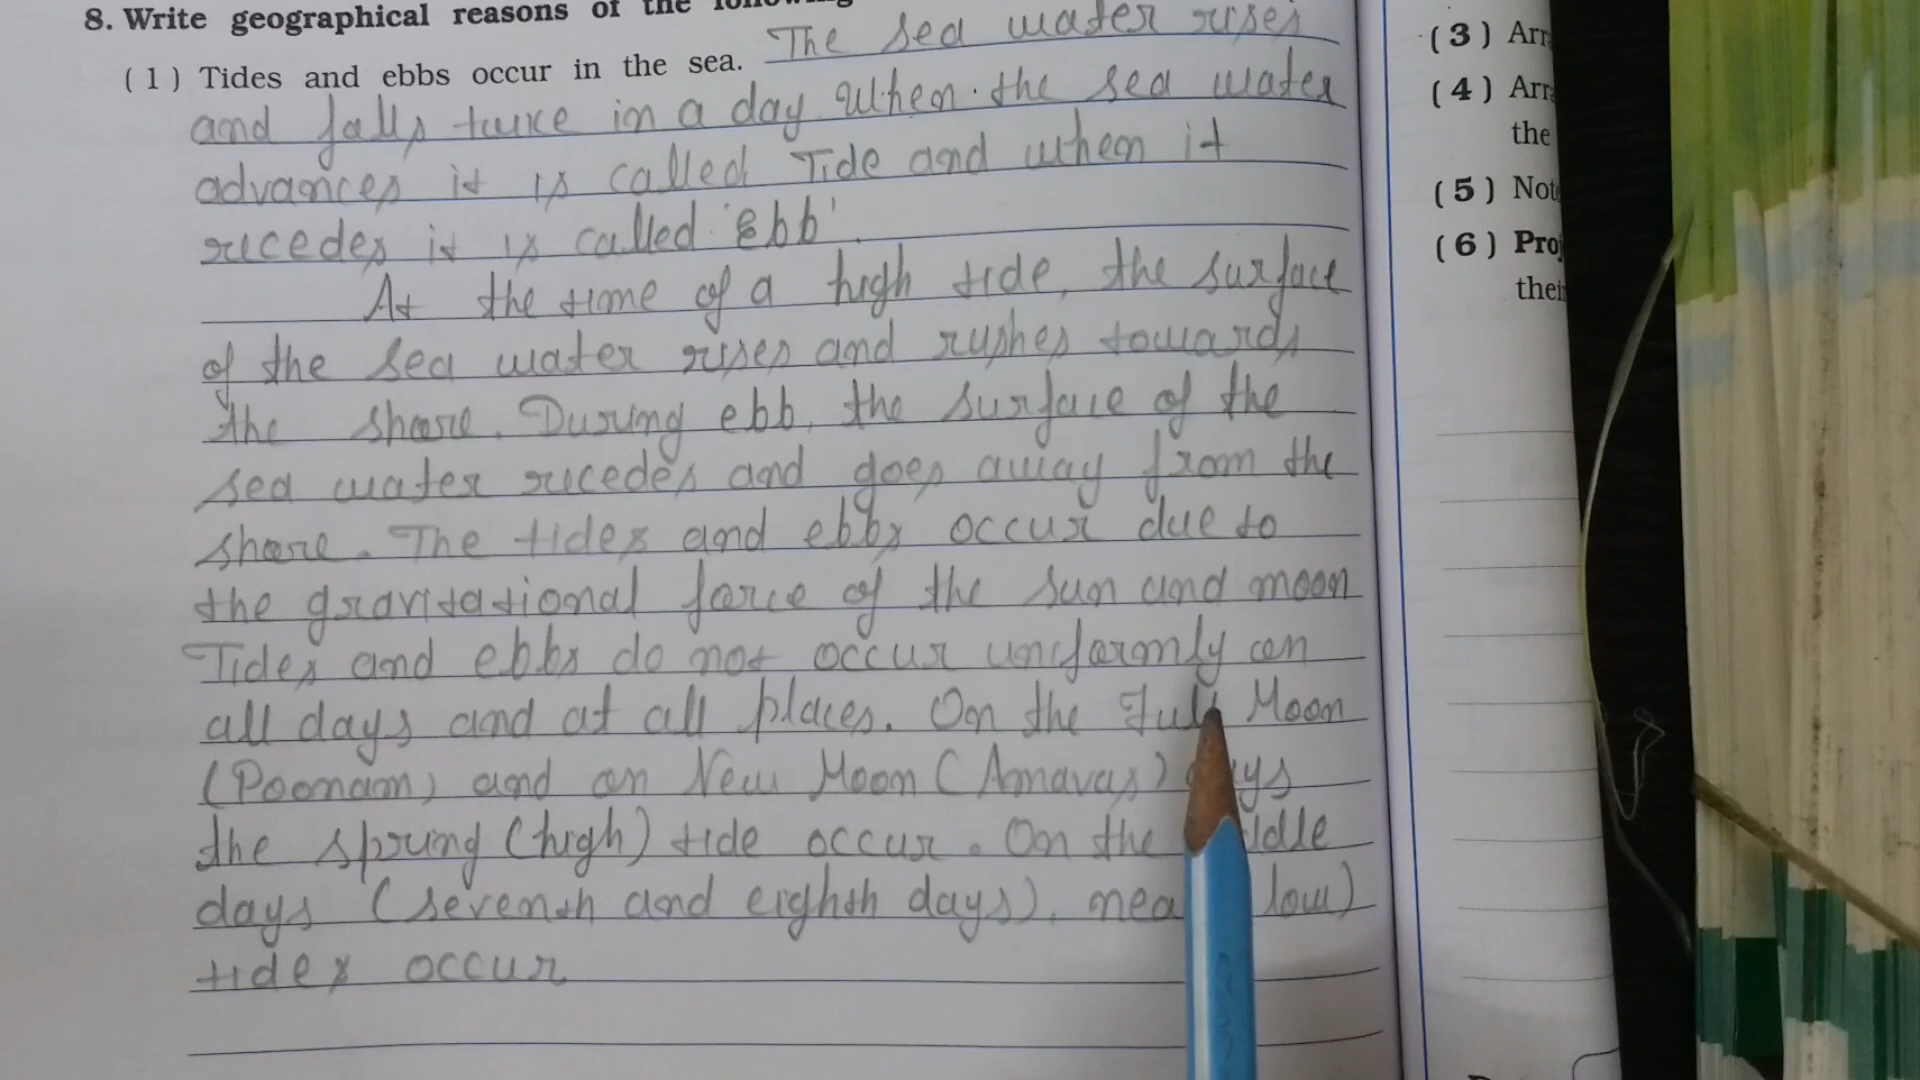 8. Write geographical reasons of the following
(1) Tides and ebbs occur in the sea. The sea water rises
and falls twice in a day. When the sea water
advances it is called Tide and when it
recedes it is called 'ebb'.
At the time of a high tide, the surface
of the sea water rises and rushes towards
the shore. During ebb, the surface of the
sea water recedes and goes away from the
shore. The tides and ebbs occur due to
the gravitational force of the sun and moon
Tides and ebbs do not occur uniformly on
all days and at all places. On the Full Moon
(Poonam) and on New Moon (Amavas)
the spring (high) tide occur. On the
days (seventh and eighth days), low)
tides occur
(3)
(4)
the
(5)
(6)